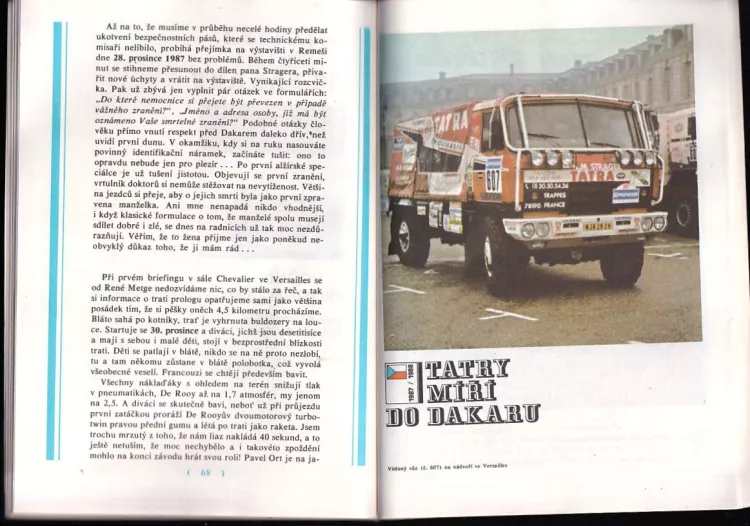 Až na to, že musíme v průběhu necelé hodiny předělat
ukotvení bezpečnostních pásů, které se technickému ko-
misaři nelíbilo, probíhá přejímka na výstavišti v Remeši
dne 28. prosince 1987 bez problémů. Během čtyřiceti mi-
nut se stihneme přesunout do dílen pana Stragera, přiva-
řit nové úchyty a vrátit na výstaviště. Vynikající rozcvič-
ka. Pak už zbývá jen vyplnit pár otázek ve formulářích:
„Do které nemocnice si přejete být převezen v případě
vážného zranění?“, „Jméno a adresa osoby, jíž má být
oznámeno Vaše smrtelné zranění?“ Podobné otázky člo-
věku přímo vnutí respekt před Dakarem daleko dřív, než
uvidí první dunu. V okamžiku, kdy si na ruku nasouváte
povinný identifikační náramek, začínáte tušit: ono to
opravdu nebude jen pro plezír . . . Po první alžírské spe-
ciálce je už tušení jistotou. Objevují se první zranění,
vrtulník doktorů si nemůže stěžovat na nevytíženost. Větši-
na jezdců si přeje, aby o jejich smrti byla jako první zpra-
vena manželka. Ani mne nenapadá nikdo vhodnější,
i když klasické formulace o tom, že manželé spolu musejí
sdílet dobré i zlé, se dnes na radnicích už tak moc nezdů-
razňují. Věřím, že to žena přijme jen jako poněkud ne-
obvyklý důkaz toho, že ji mám rád . . .
Při prvém briefingu v sále Chevalier ve Versailles se
od René Metge nedozvídáme nic, co by stálo za řeč, a tak
si informace o trati prologu opatřujeme sami jako většina
posádek tím, že si pěšky oněch 4,5 kilometru procházíme.
Bláto sahá po kotníky, trať je vyhrnuta buldozery na lou-
ce. Startuje se 30. prosince a diváci, jichž jsou desetitisíce
a mají s sebou i malé děti, stojí v bezprostřední blízkosti
trati. Děti se patlají v blátě, nikdo se na ně proto nezlobí,
tu a tam někomu zůstane v blátě polobotka, což vyvolá
všeobecné veselí. Francouzi se chtějí především bavit.
Všechny náklaďáky s ohledem na terén snižují tlak
v pneumatikách, De Rooy až na 1,7 atmosféry, my jenom
na 2,5. A diváci se skutečně baví, neboť už při průjezdu
první zatáčkou proráží De Rooyův dvoumotorový turbo-
twin pravou přední gumu a létá po trati jako raketa. Jsem
trochu mrzutý z toho, že nám liaz nakládá 40 sekund, a to
ještě netuším, že moc nechybělo a i takovéto zpoždění
mohlo na konci závodu hrát svou roli! Pavel Ort je na ja-
( 68 )
TATRA
607
M. STRAGER
TATRA
30.50.54.36
TRAPPES
78190 FRANCE
1987 / 1988
TATRY
MÍŘÍ
DO DAKARU
Vlašený vůz (č. 607) na nádvoří ve Versailles